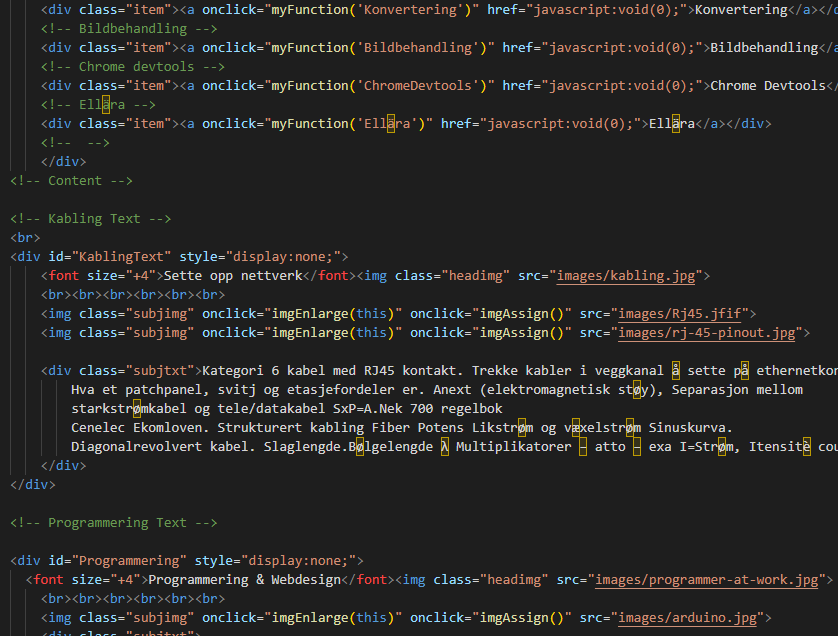 <div class="item"><a onclick="myFunction('Konvertering')" href="javascript:void(0);">Konvertering</a></
<!-- Bildbehandling -->
<div class="item"><a onclick="myFunction('Bildbehandling')" href="javascript:void(0);">Bildbehandling</
<!-- Chrome devtools -->
<div class="item"><a onclick="myFunction('ChromeDevtools')" href="javascript:void(0);">Chrome Devtools</
<!-- Ellära -->
<div class="item"><a onclick="myFunction('Ellära')" href="javascript:void(0);">Ellära</a></div>
<!--  -->
</div>
<!-- Content -->
<!-- Kabling Text -->
<br>
<div id="KablingText" style="display:none;">
<font size="+4">Sette opp nettverk</font><img class="headimg" src="images/kabling.jpg">
<br><br><br><br><br><br>
<img class="subjimg" onclick="imgEnlarge(this)" onclick="imgAssign()" src="images/Rj45.jfif">
<img class="subjimg" onclick="imgEnlarge(this)" onclick="imgAssign()" src="images/rj-45-pinout.jpg">
<div class="subjtxt">Kategori 6 kabel med RJ45 kontakt. Trekke kabler i veggkanal å sette på ethernetkon
Hva et patchpanel, svitj og etasjefordeler er. Anext (elektromagnetisk støy), Separasjon mellom
starkstrømkabel og tele/datakabel SxP=A.Nek 700 regelbok
Cenelec Ekomloven. Strukturert kabling Fiber Potens Likstrøm og växelstrøm Sinuskurva.
Diagonalrevolvert kabel. Slaglengde.Bølgelengde λ Multiplikatorer – atto – exa I=Strøm, Itensitè cou
</div>
</div>
<!-- Programmering Text -->
<div id="Programmering" style="display:none;">
<font size="+4">Programmering & Webdesign</font><img class="headimg" src="images/programmer-at-work.jpg">
<br><br><br><br><br><br>
<img class="subjimg" onclick="imgEnlarge(this)" onclick="imgAssign()" src="images/arduino.jpg">
<div class="subjtxt">